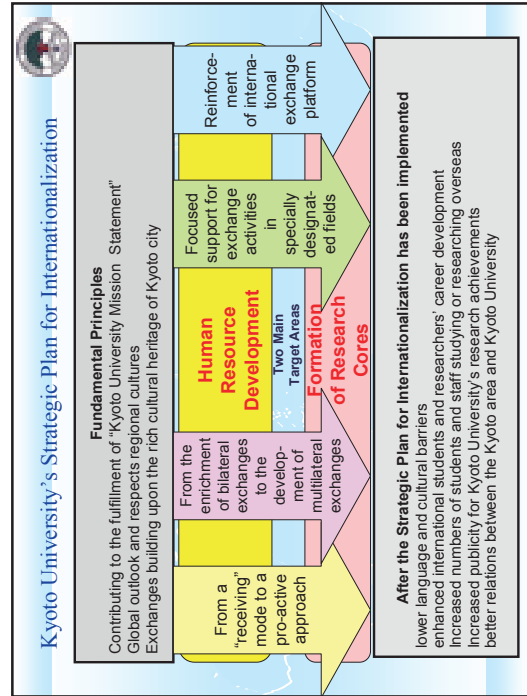 Kyoto University's Strategic Plan for Internationalization
Fundamental Principles
Contributing to the fulfillment of "Kyoto University Mission Statement"
Global outlook and respects regional cultures
Exchanges building upon the rich cultural heritage of Kyoto city
From a
"receiving"
mode to a
pro-active
approach
From the
enrichment
of bilateral
exchanges
to the
develop-
ment of
multilateral
exchanges
Human
Resource
Development
Two Main
Target Areas
Formation
of Research
Cores
Focused
support for
exchange
activities
in
specially
designat-
ed fields
Reinforce-
ment
of interna-
tional
exchange
platform
After the Strategic Plan for Internationalization has been implemented
lower language and cultural barriers
enhanced international students and researchers' career development
Increased numbers of students and staff studying or researching overseas
Increased publicity for Kyoto University's research achievements
better relations between the Kyoto area and Kyoto University